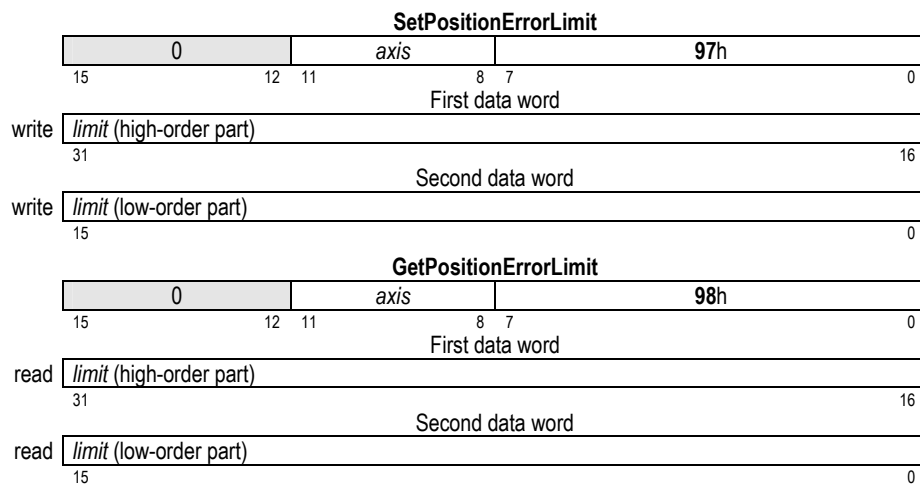 SetPositionErrorLimit
0 axis 97h
15 12 11 8 7 0
First data word
write limit (high-order part)
31 16
Second data word
write limit (low-order part)
15 0
GetPositionErrorLimit
0 axis 98h
15 12 11 8 7 0
First data word
read limit (high-order part)
31 16
Second data word
read limit (low-order part)
15 0